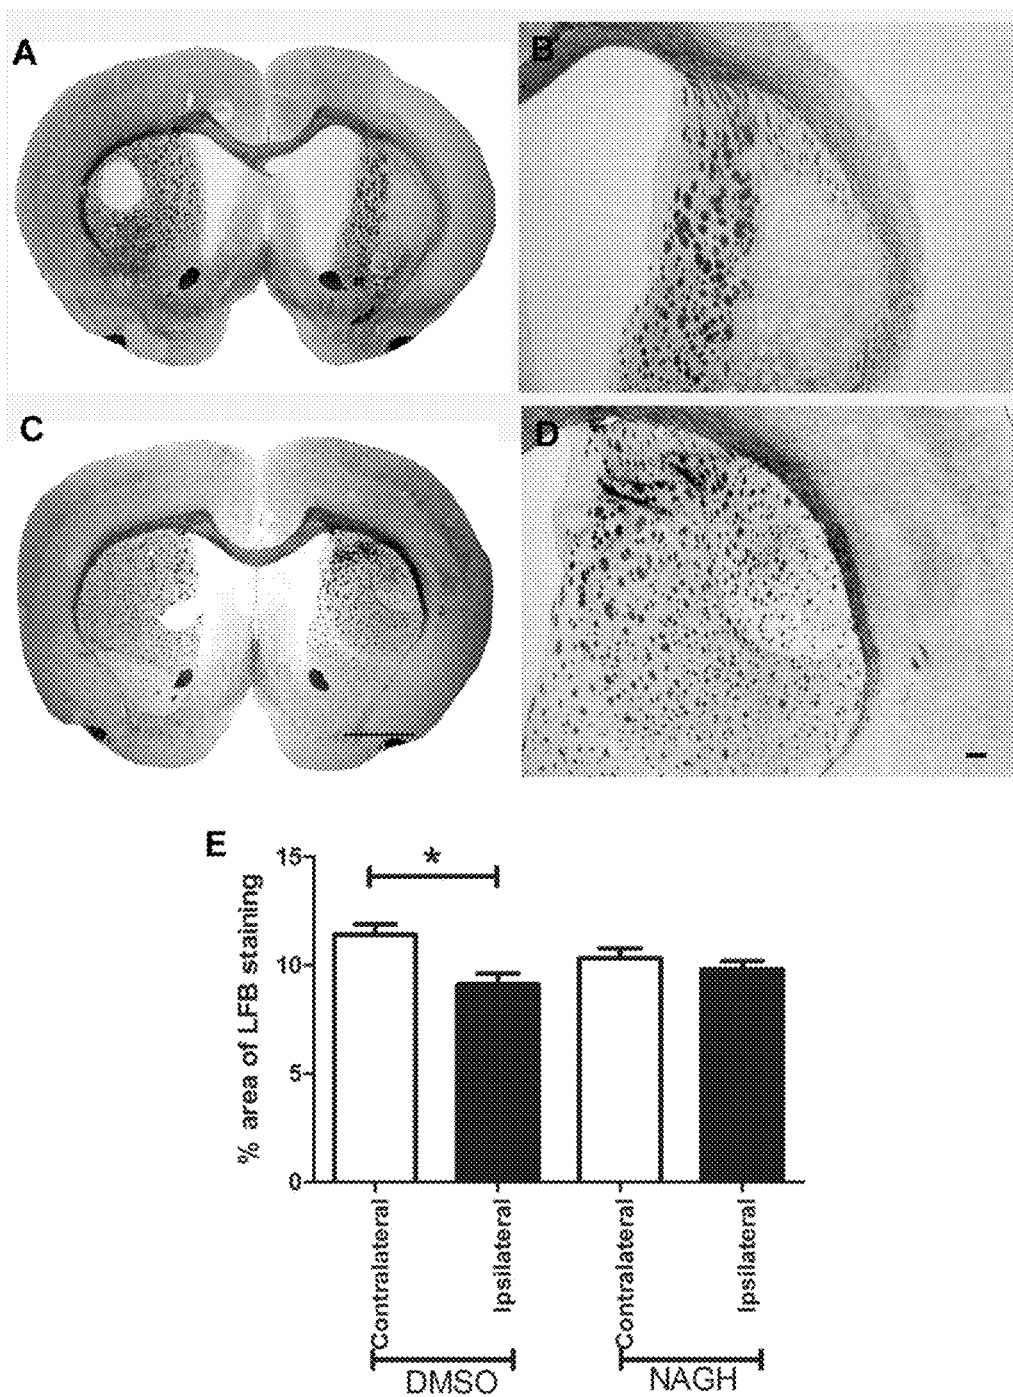 A
B
C
D
E
*
15
10
5
0
% area of LFB staining
Contralateral
Ipsilateral
Contralateral
Ipsilateral
DMSO
NAGH